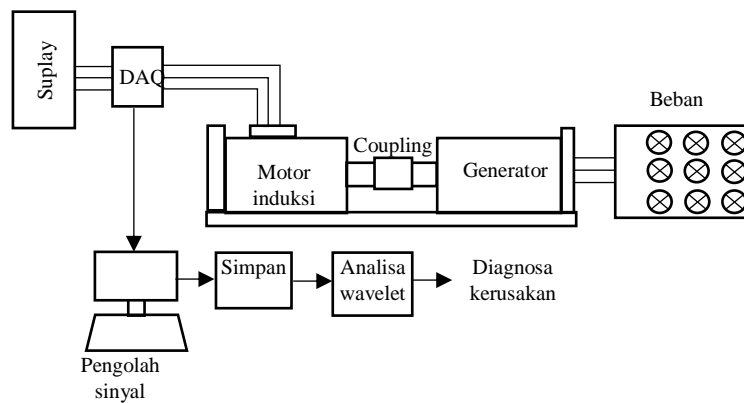 Suplay
DAQ
Beban
Coupling
Motor
induksi
Generator
Simpan
Analisa
wavelet
Diagnosa
kerusakan
Pengolah
sinyal